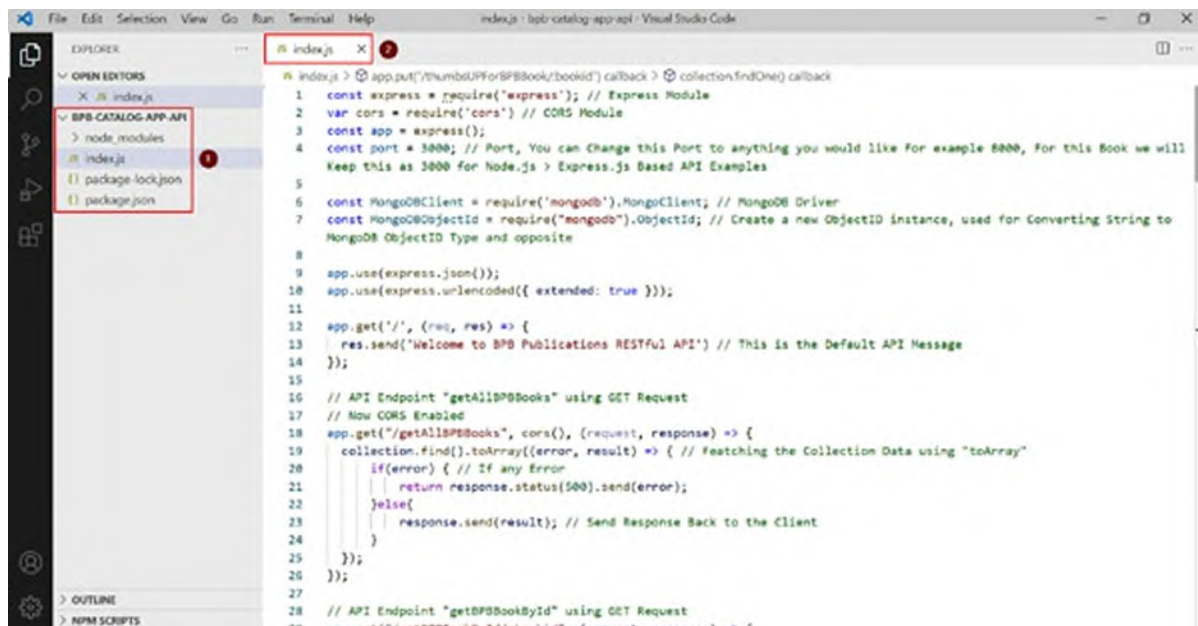 File Edit Selection View Go Run Terminal Help
index.js - bpb-catalog-app-api - Visual Studio Code
EXPLORER
OPEN EDITORS
index.js
BPB-CATALOG-APP-API
node_modules
index.js
1
package-lock.json
package.json
OUTLINE
NPM SCRIPTS
index.js
2
index.js > app.put("/thumbsUPForBPBBook/:bookid") callback > collection.findOne() callback
1 const express = require('express'); // Express Module
2 var cors = require('cors') // CORS Module
3 const app = express();
4 const port = 3000; // Port, You can Change this Port to anything you would like For example 8000, For this Book we will
Keep this as 3000 for Node.js > Express.js Based API Examples
5
6 const MongoDBClient = require('mongodb').MongoClient; // MongoDB Driver
7 const MongoDBObjectId = require("mongodb").ObjectId; // Create a new ObjectID instance, used for Converting String to
MongoDB ObjectID Type and opposite
8
9 app.use(express.json());
10 app.use(express.urlencoded({ extended: true }));
11
12 app.get('/', (req, res) => {
13 res.send('Welcome to BPB Publications RESTful API') // This is the Default API Message
14 });
15
16 // API Endpoint "getAllBPBBooks" using GET Request
17 // Now CORS Enabled
18 app.get("/getAllBPBBooks", cors(), (request, response) => {
19 collection.find().toArray((error, result) => { // Featching the Collection Data using "toArray"
20 if(error) { // If any Error
21 return response.status(500).send(error);
22 }else{
23 response.send(result); // Send Response Back to the Client
24 }
25 });
26 });
27
28 // API Endpoint "getBPBBookById" using GET Request